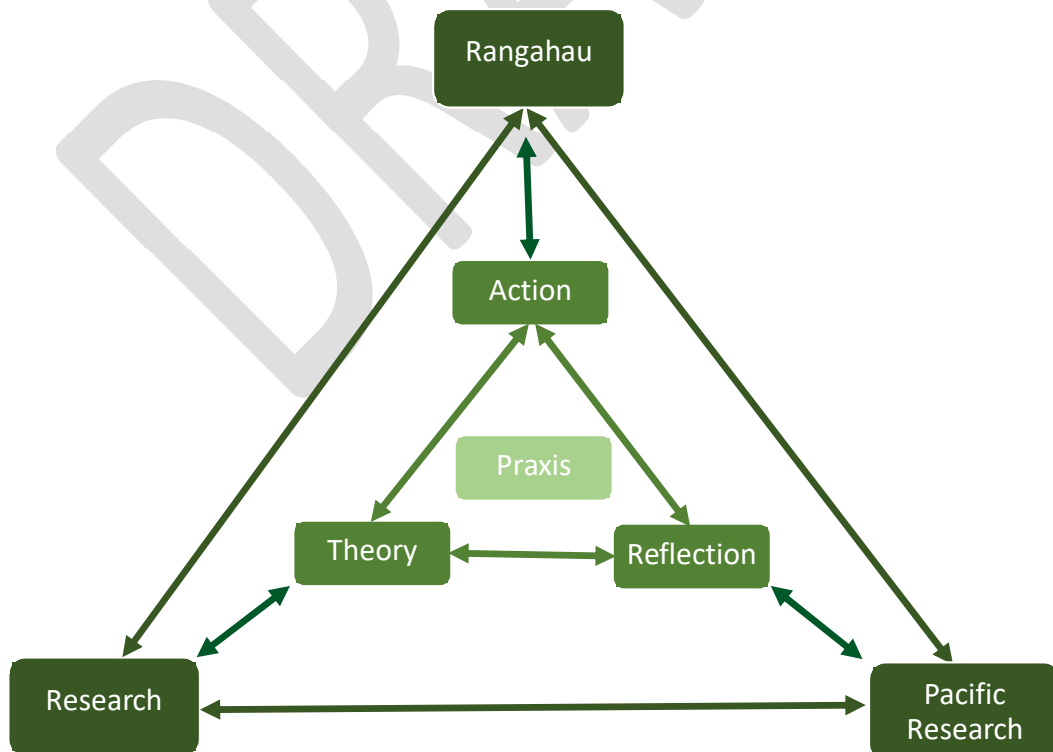 Rangahau
Action
Praxis
Theory
Reflection
Research
Pacific
Research